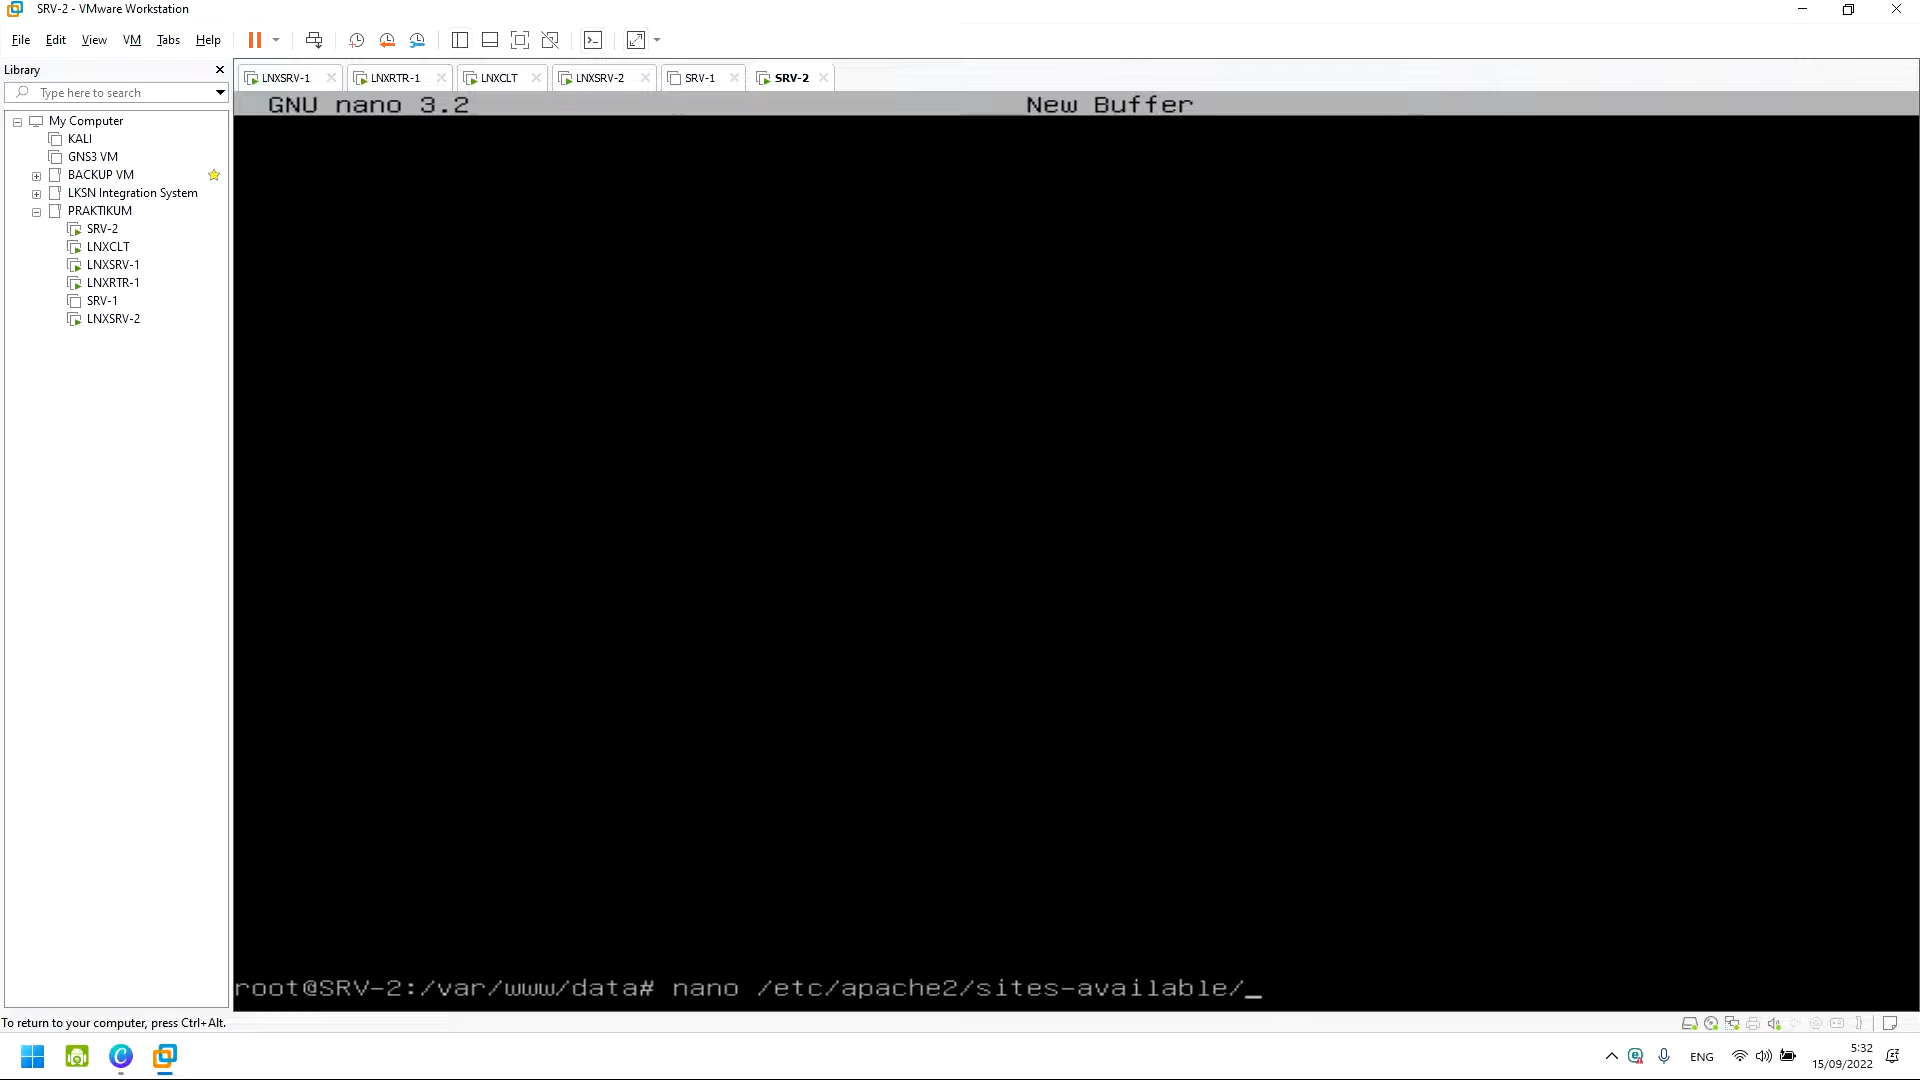 SRV-2 - VMware Workstation
File Edit View VM Tabs Help
Library
Type here to search
My Computer
KALI
GNS3 VM
BACKUP VM
LKSN Integration System
PRAKTIKUM
SRV-2
LNXCLT
LNXSRV-1
LNXRTR-1
SRV-1
LNXSRV-2
LNXSRV-1 LNXRTR-1 LNXCLT LNXSRV-2 SRV-1 SRV-2
GNU nano 3.2 New Buffer
root@SRV-2:/var/www/data# nano /etc/apache2/sites-available/_
To return to your computer, press Ctrl+Alt.
ENG
5:32
15/09/2022